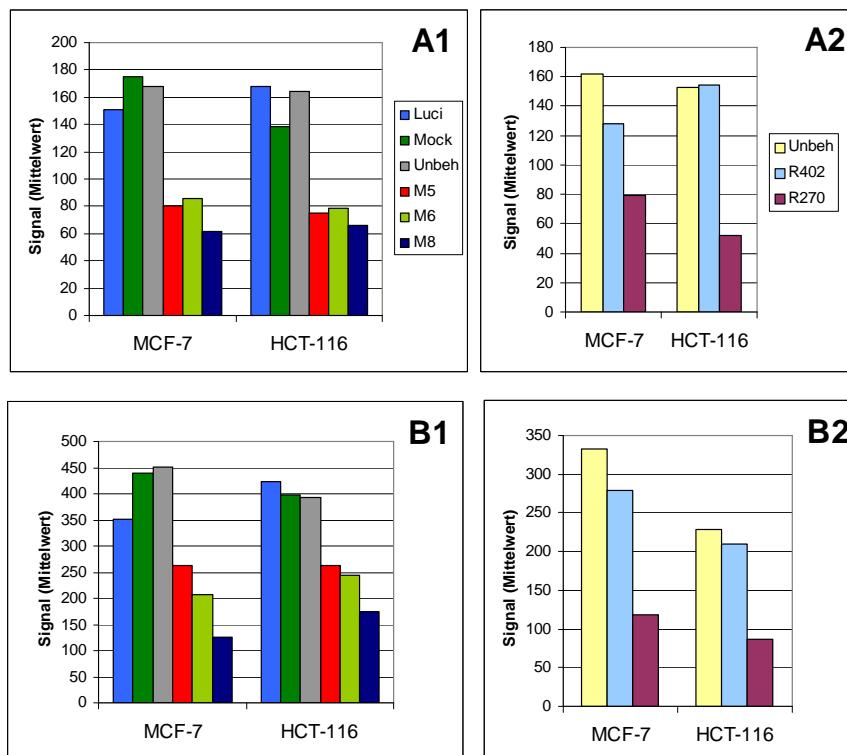 A1
Signal (Mittelwert)
200
180
160
140
120
100
80
60
40
20
0
MCF-7 HCT-116
Luci
Mock
Unbeh
M5
M6
M8
A2
Signal (Mittelwert)
180
160
140
120
100
80
60
40
20
0
MCF-7 HCT-116
Unbeh
R402
R270
B1
Signal (Mittelwert)
500
450
400
350
300
250
200
150
100
50
0
MCF-7 HCT-116
B2
Signal (Mittelwert)
350
300
250
200
150
100
50
0
MCF-7 HCT-116